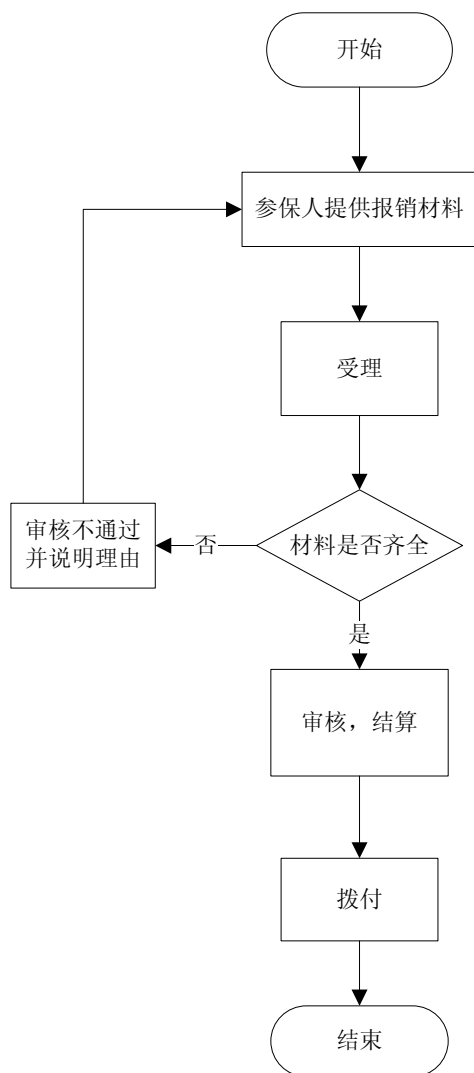 开始
参保人提供报销材料
受理
材料是否齐全
否
审核不通过
并说明理由
是
审核，结算
拨付
结束